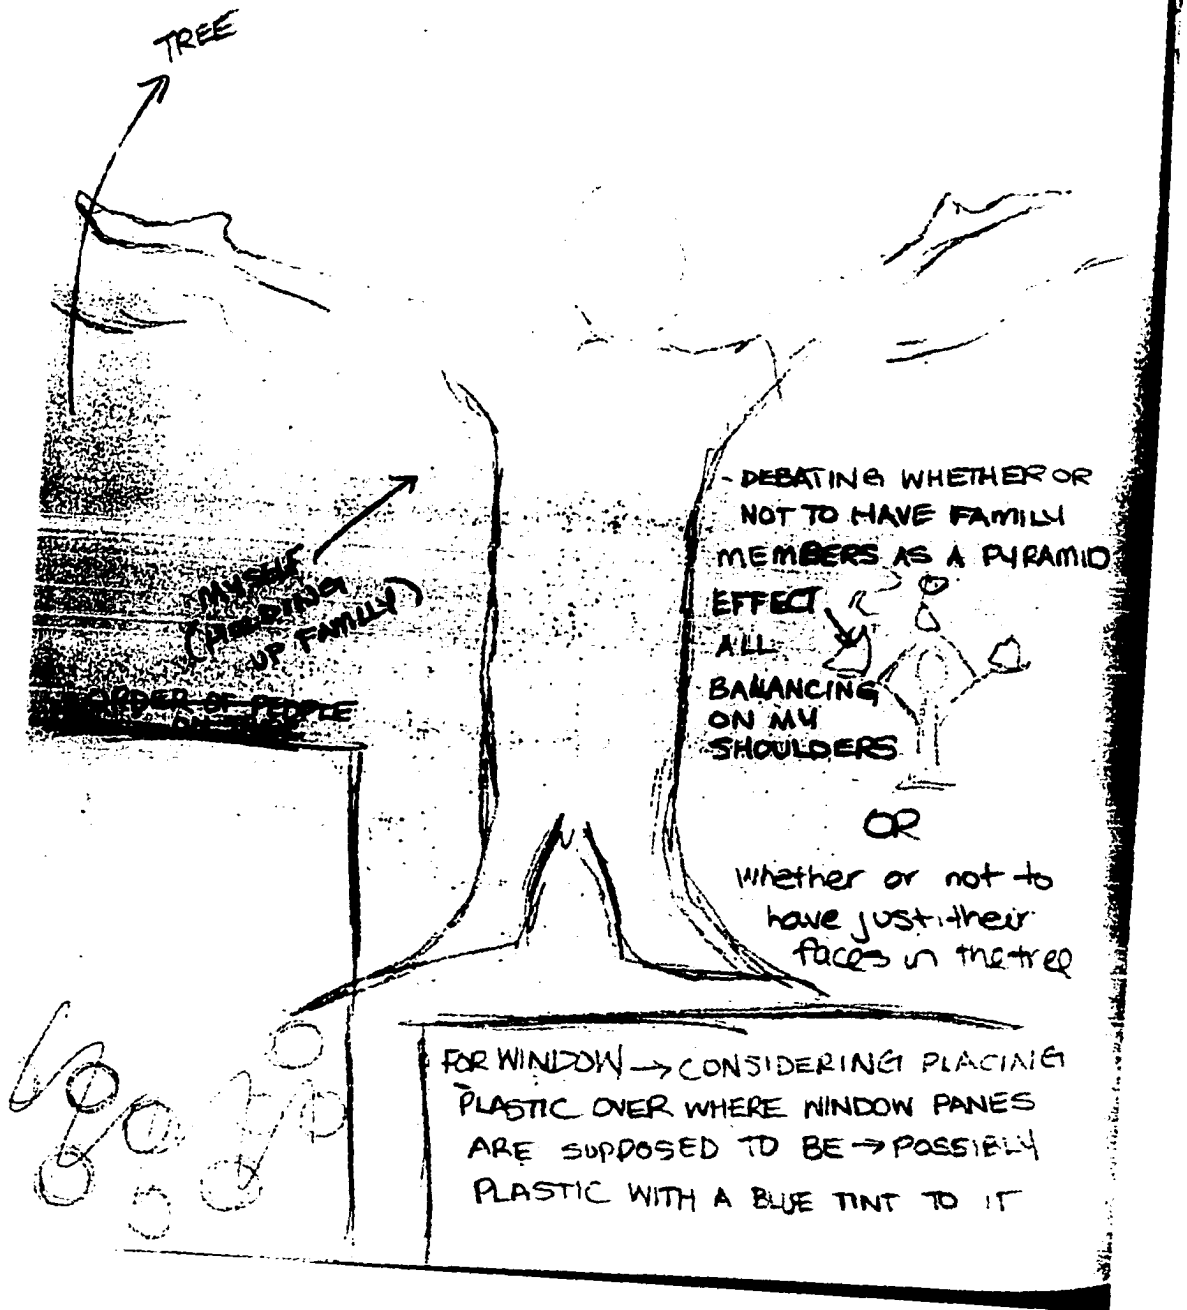 TREE
- DEBATING WHETHER OR
NOT TO HAVE FAMILY
MEMBERS AS A PYRAMID
EFFECT
ALL
BANANCING
ON MY
SHOULDERS
- MYSELF
(HOLDING
UP FAMILY)
OF PEOPLE
OR
Whether or not to
have just their
faces in the tree
FOR WINDOW → CONSIDERING PLACING
PLASTIC OVER WHERE WINDOW PANES
ARE SUPPOSED TO BE → POSSIBLY
PLASTIC WITH A BLUE TINT TO IT